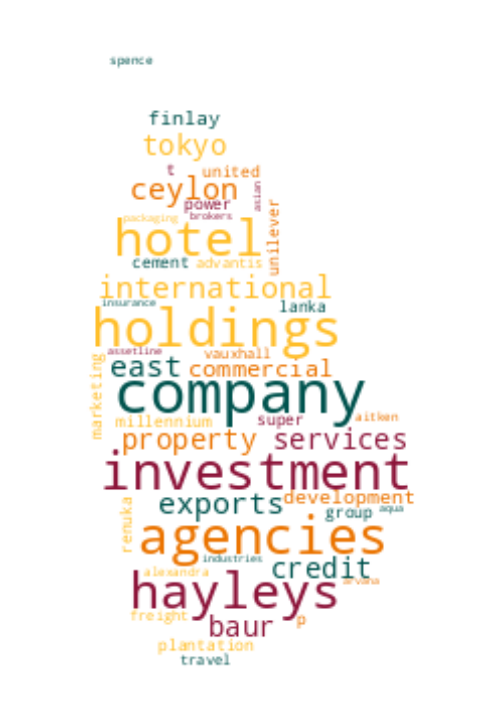 spence
finlay
tokyo
t united
ceylon
power asian
packaging brokers
hotel unilever
cement advantis
international
insurance lanka
holdings
assetline vauxhall
marketing east commercial
company
millennium super aitken
property services
investment
renuka exports development
group aqua
agencies
industries
alexandra credit
arvana
hayleys
freight p
baur
plantation
travel